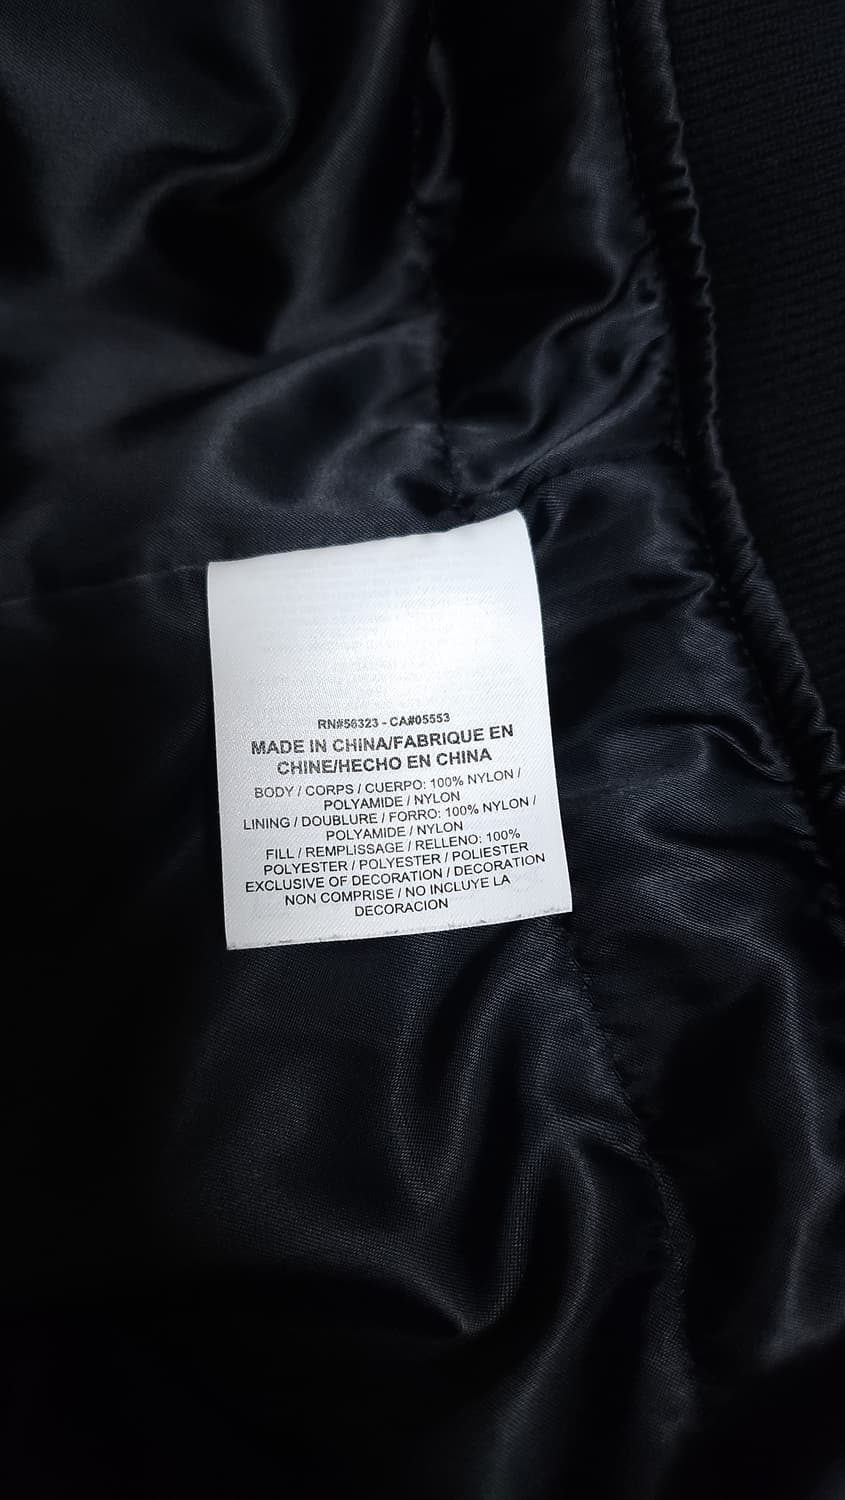 RN#56323 - CA#05553
MADE IN CHINA/FABRIQUE EN
CHINE/HECHO EN CHINA
BODY / CORPS / CUERPO: 100% NYLON /
POLYAMIDE / NYLON
LINING / DOUBLURE / FORRO: 100% NYLON /
POLYAMIDE / NYLON
FILL / REMPLISSAGE / RELLENO: 100%
POLYESTER / POLYESTER / POLIESTER
EXCLUSIVE OF DECORATION / DECORATION
NON COMPRISE / NO INCLUYE LA
DECORACION